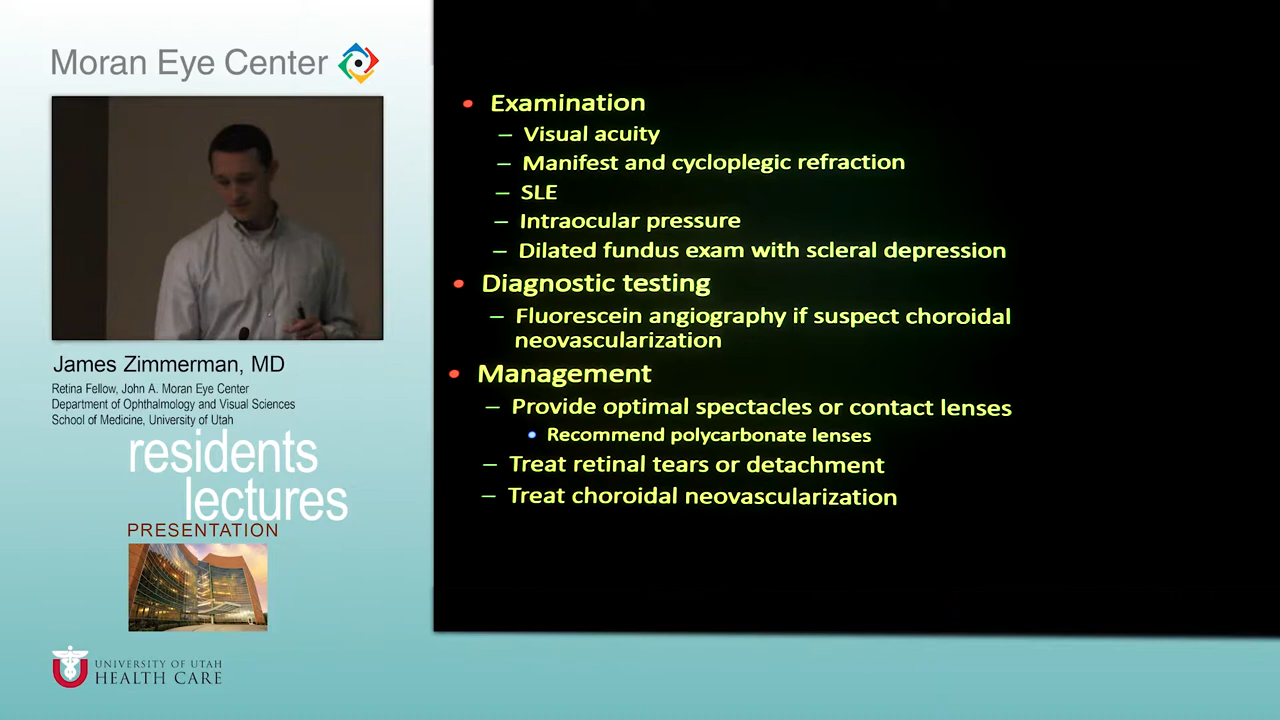 Moran Eye Center
James Zimmerman, MD
Retina Fellow, John A. Moran Eye Center
Department of Ophthalmology and Visual Sciences
School of Medicine, University of Utah
residents
lectures
PRESENTATION
UNIVERSITY OF UTAH
HEALTH CARE
• Examination
– Visual acuity
– Manifest and cycloplegic refraction
– SLE
– Intraocular pressure
– Dilated fundus exam with scleral depression
• Diagnostic testing
– Fluorescein angiography if suspect choroidal
neovascularization
• Management
– Provide optimal spectacles or contact lenses
• Recommend polycarbonate lenses
– Treat retinal tears or detachment
– Treat choroidal neovascularization